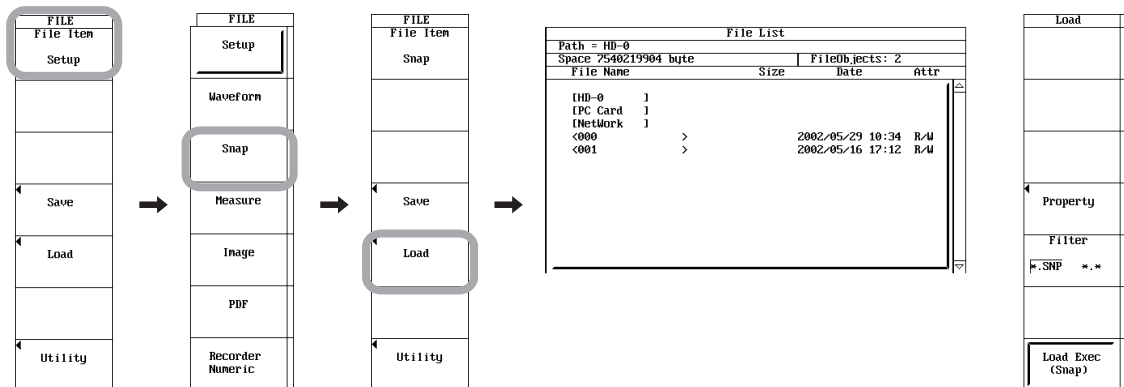 FILE
File Item
Setup
Save
Load
Utility
FILE
Setup
Waveform
Snap
Measure
Image
PDF
Recorder
Numeric
FILE
File Item
Snap
Save
Load
Utility
File List
Path = HD-0
Space 7540219904 byte FileObjects: 2
File Name Size Date Attr
[HD-0 ]
[PC Card ]
[NetWork ]
<000 > 2002/05/29 10:34 R/W
<001 > 2002/05/16 17:12 R/W
Load
Property
Filter
*.SNP *.*
Load Exec
(Snap)